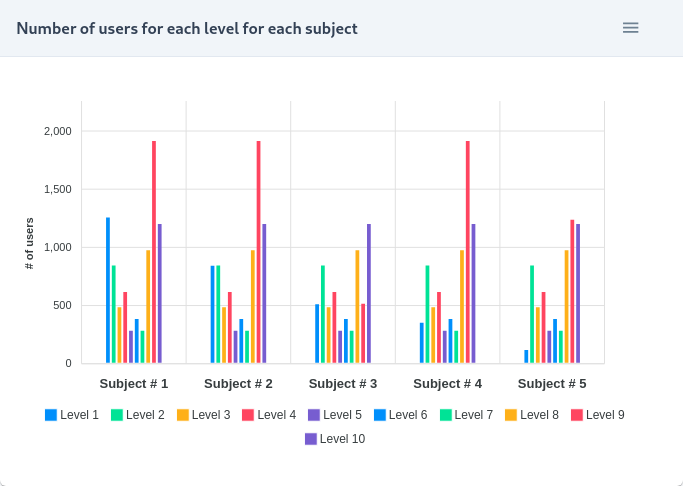 Number of users for each level for each subject
# of users
2,000
1,500
1,000
500
0
Subject # 1 Subject # 2 Subject # 3 Subject # 4 Subject # 5
Level 1 Level 2 Level 3 Level 4 Level 5 Level 6 Level 7 Level 8 Level 9
Level 10